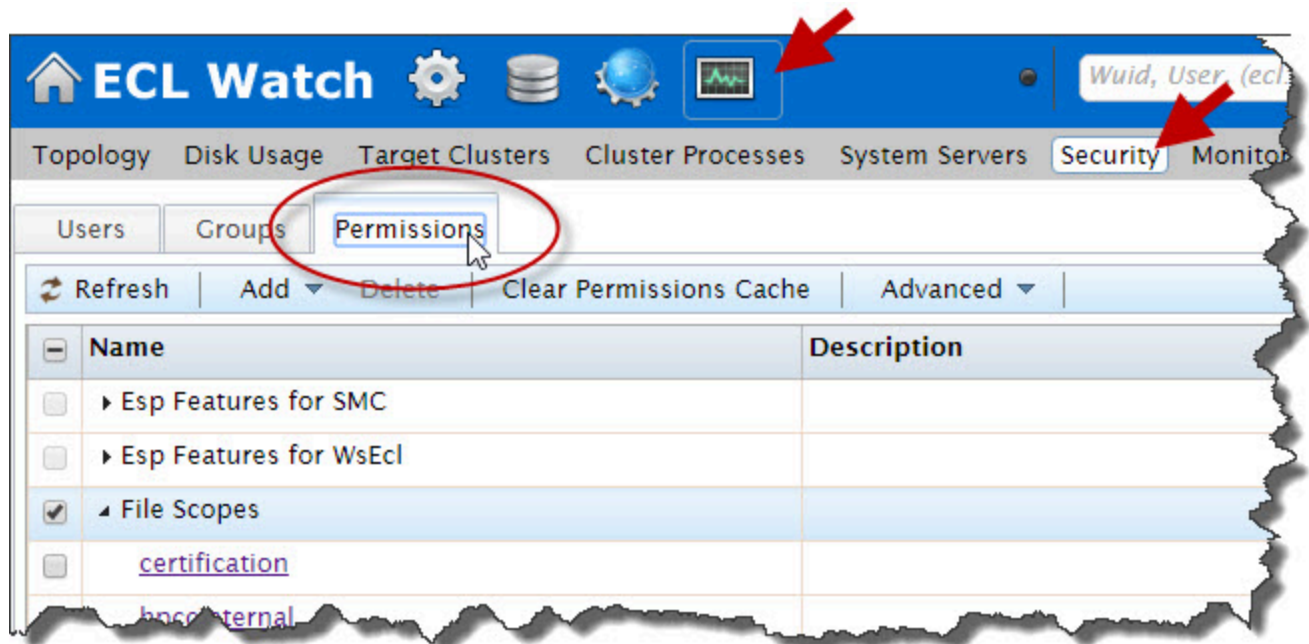 ECL Watch
Wuid, User, (ecl
Topology Disk Usage Target Clusters Cluster Processes System Servers Security Monitor
Users Groups Permissions
Refresh Add Delete Clear Permissions Cache Advanced
Name Description
Esp Features for SMC
Esp Features for WsEcl
File Scopes
certification